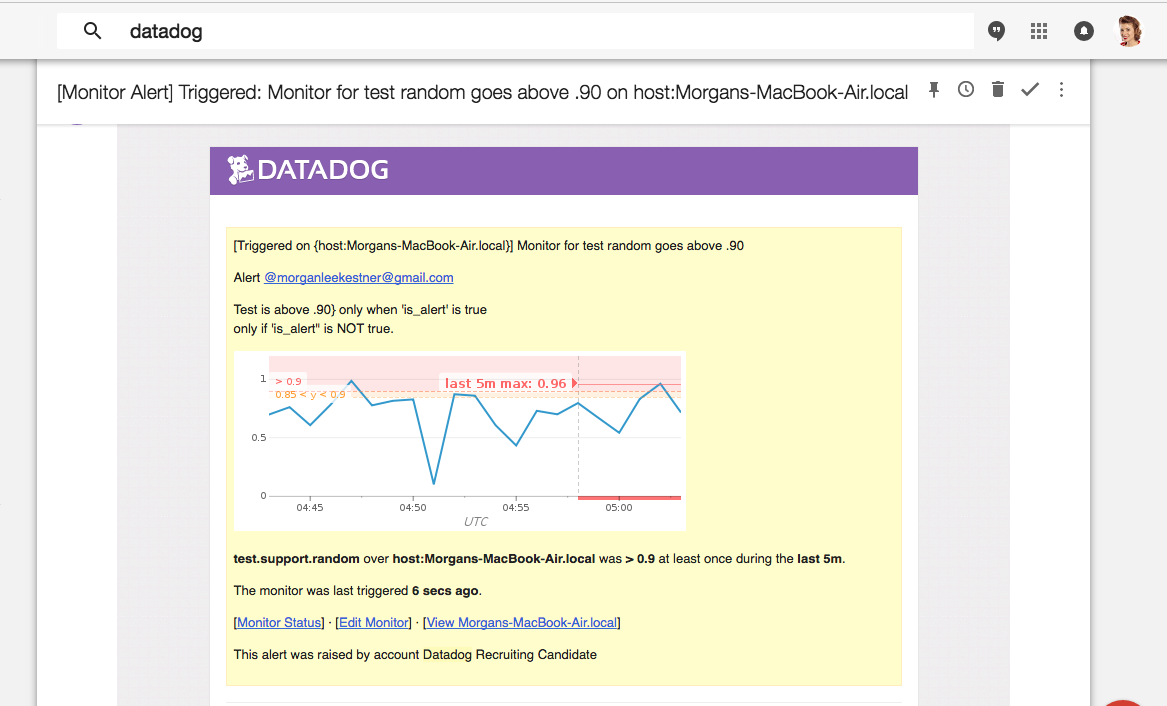 datadog
[Monitor Alert] Triggered: Monitor for test random goes above .90 on host:Morgans-MacBook-Air.local
DATADOG
[Triggered on {host:Morgans-MacBook-Air.local}] Monitor for test random goes above .90
Alert @morganleekestner@gmail.com
Test is above .90} only when 'is_alert' is true
only if 'is_alert" is NOT true.
1
> 0.9
last 5m max: 0.96
0.85 < y < 0.9
0.5
0
04:45 04:50 04:55 05:00
UTC
test.support.random over host:Morgans-MacBook-Air.local was > 0.9 at least once during the last 5m.
The monitor was last triggered 6 secs ago.
[Monitor Status] · [Edit Monitor] · [View Morgans-MacBook-Air.local]
This alert was raised by account Datadog Recruiting Candidate